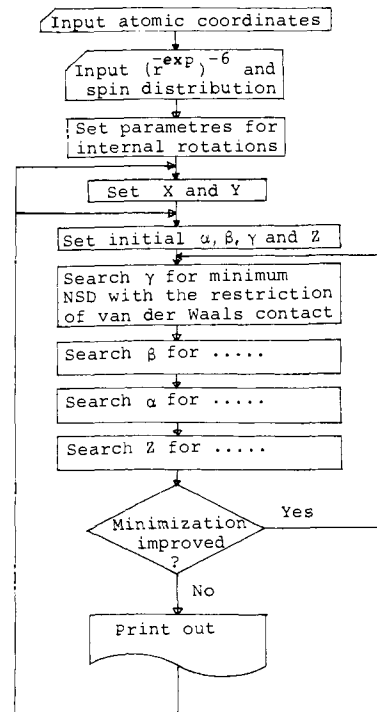 Input atomic coordinates
Input (r̄exp)-6 and
spin distribution
Set parametres for
internal rotations
Set X and Y
Set initial α, β, γ and Z
Search γ for minimum
NSD with the restriction
of van der Waals contact
Search β for .....
Search α for .....
Search Z for .....
Minimization
improved
?
Yes
No
Print out